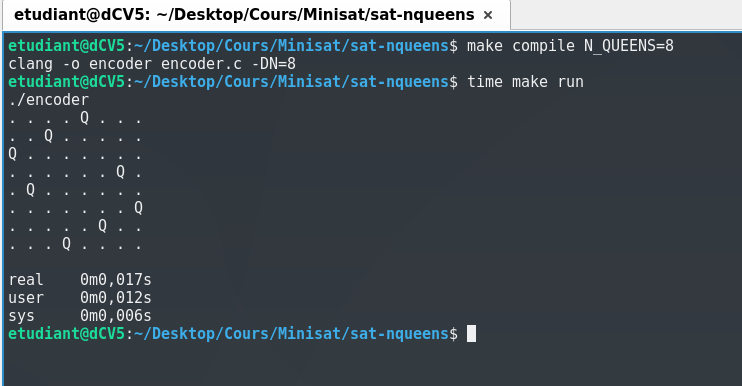 etudiant@dCV5: ~/Desktop/Cours/Minisat/sat-nqueens ×
etudiant@dCV5:~/Desktop/Cours/Minisat/sat-nqueens$ make compile N_QUEENS=8
clang -o encoder encoder.c -DN=8
etudiant@dCV5:~/Desktop/Cours/Minisat/sat-nqueens$ time make run
./encoder
. . . . Q . . .
. . Q . . . . .
Q . . . . . . .
. . . . . . Q .
. Q . . . . . .
. . . . . . . Q
. . . . . Q . .
. . . Q . . . .
real    0m0,017s
user    0m0,012s
sys     0m0,006s
etudiant@dCV5:~/Desktop/Cours/Minisat/sat-nqueens$